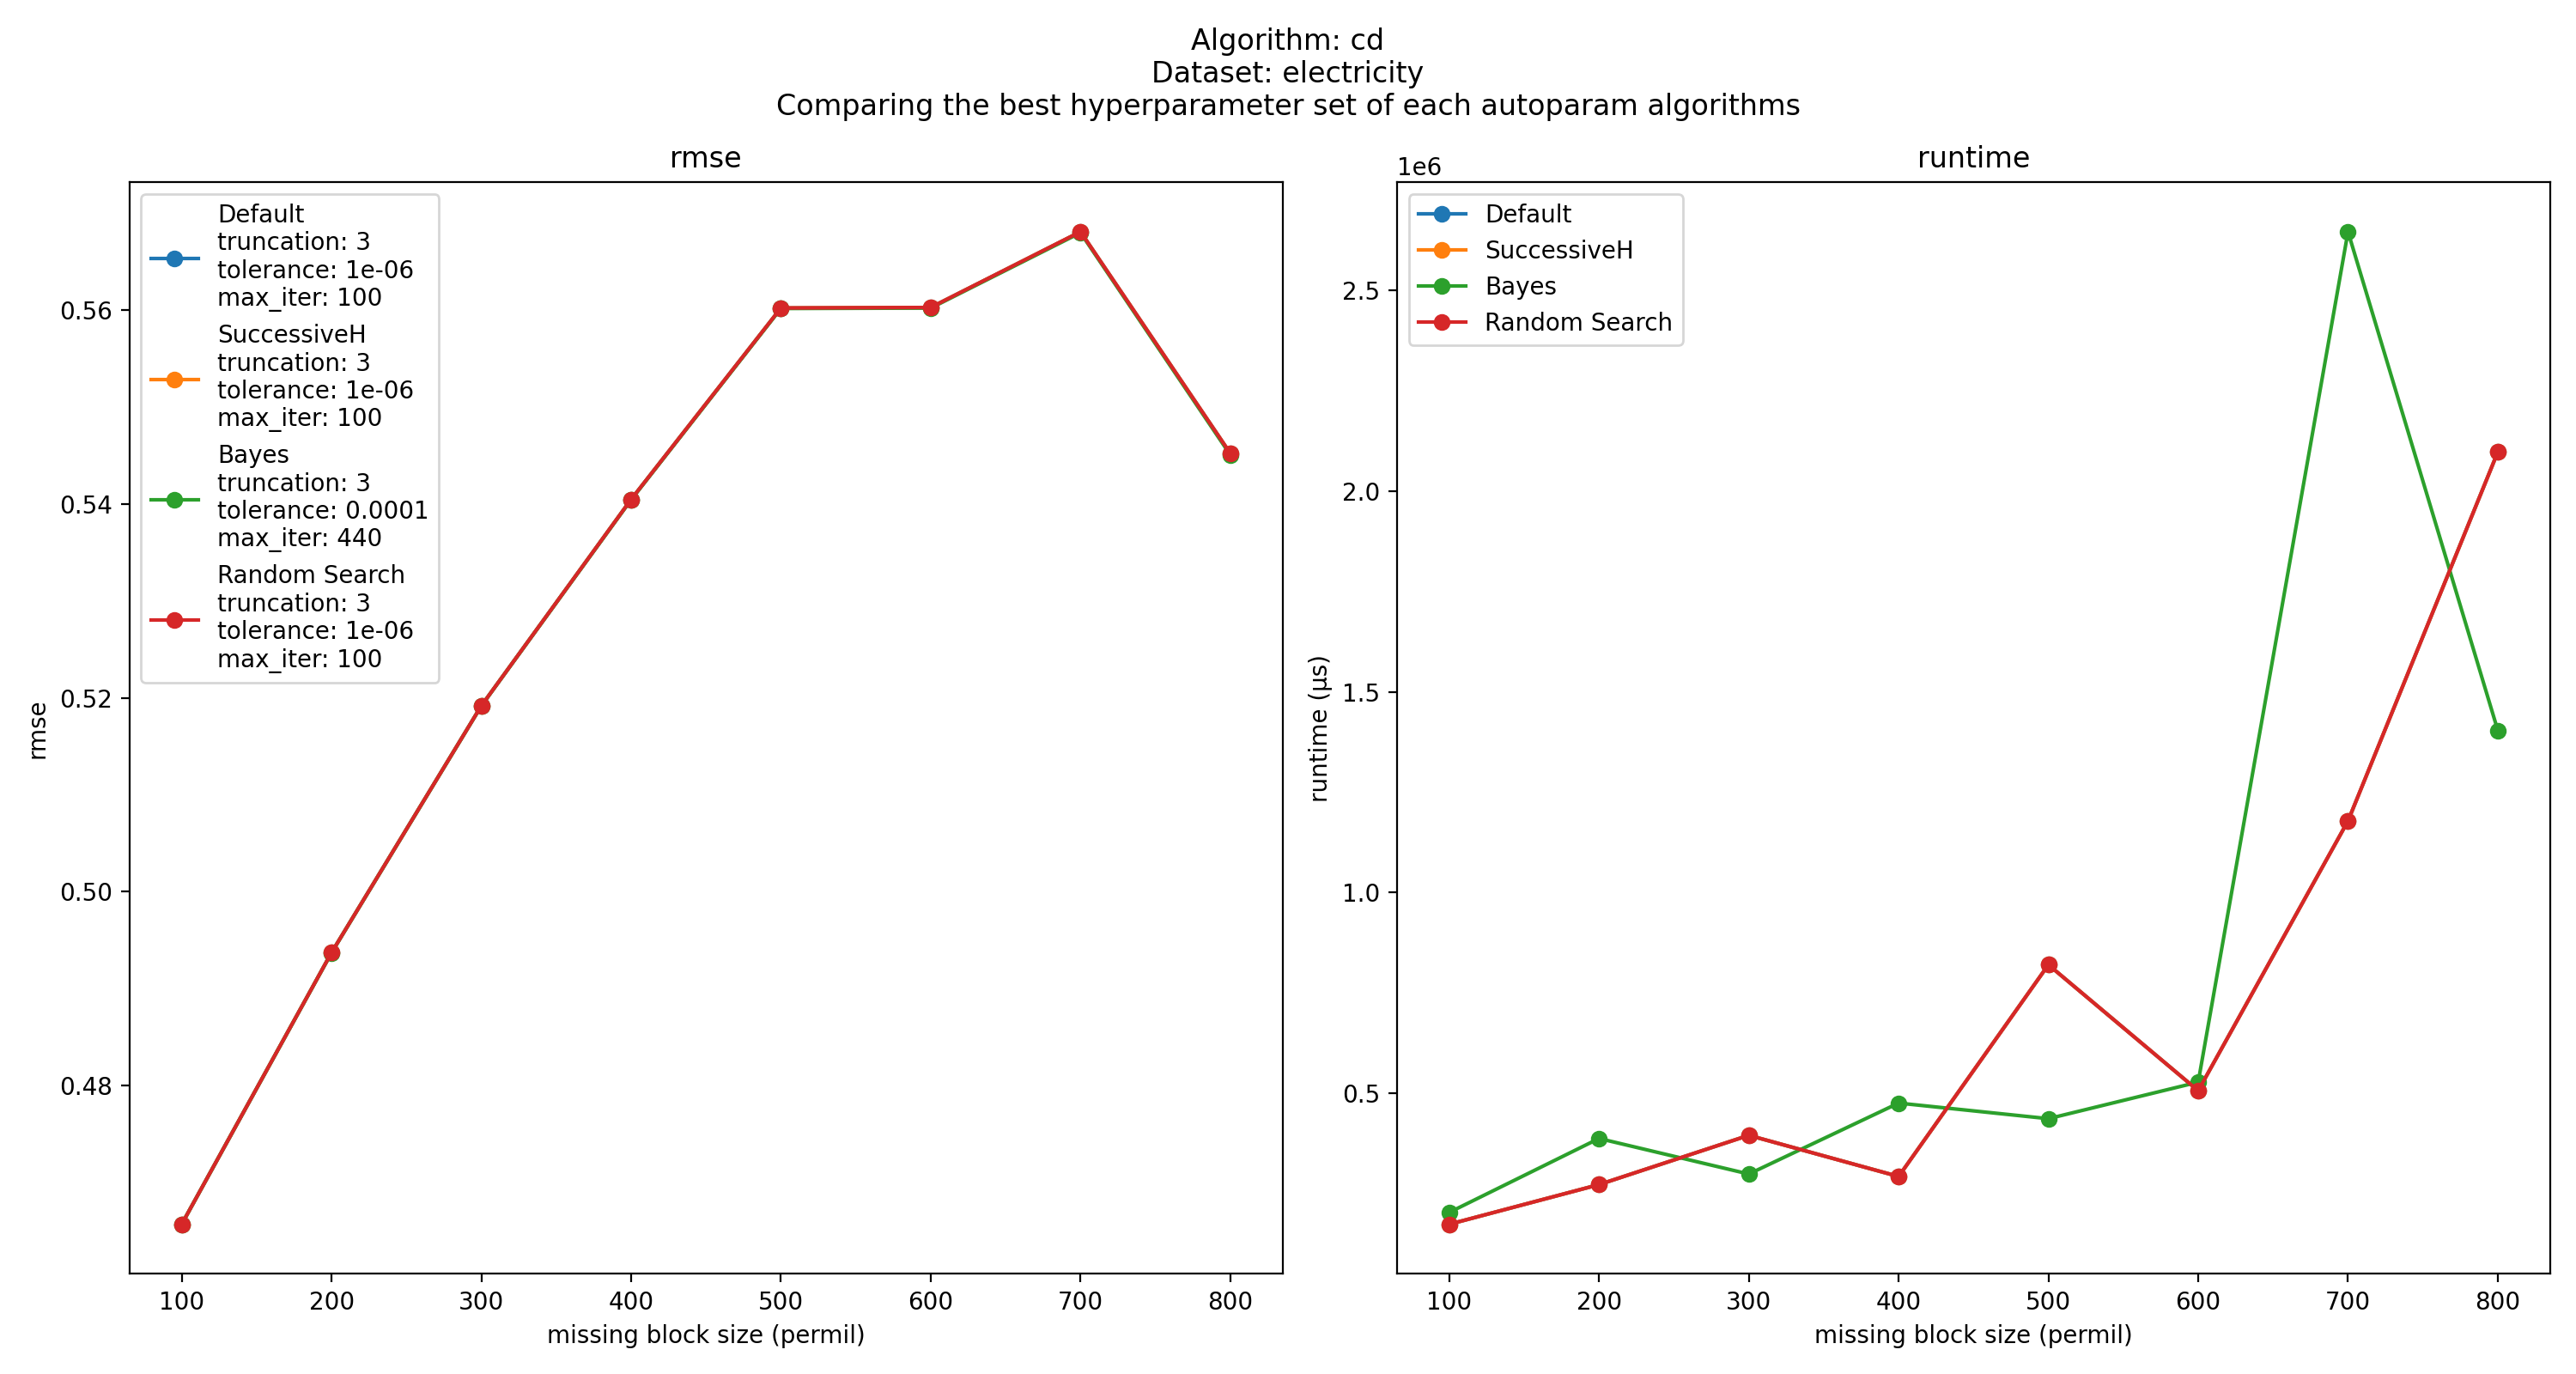 Algorithm: cd
Dataset: electricity
Comparing the best hyperparameter set of each autoparam algorithms
rmse
Default
truncation: 3
tolerance: 1e-06
max_iter: 100
SuccessiveH
truncation: 3
tolerance: 1e-06
max_iter: 100
Bayes
truncation: 3
tolerance: 0.0001
max_iter: 440
Random Search
truncation: 3
tolerance: 1e-06
max_iter: 100
0.56
0.54
0.52
0.50
0.48
rmse
100 200 300 400 500 600 700 800
missing block size (permil)
runtime
1e6
Default
SuccessiveH
Bayes
Random Search
2.5
2.0
1.5
1.0
0.5
runtime (µs)
100 200 300 400 500 600 700 800
missing block size (permil)